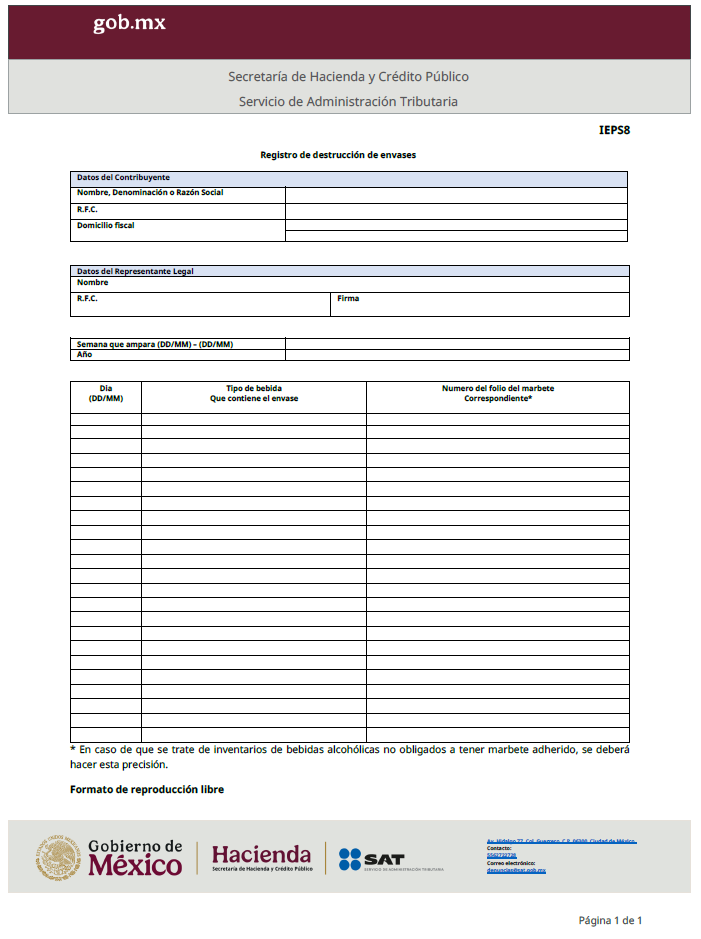 gob.mx
Secretaría de Hacienda y Crédito Público
Servicio de Administración Tributaria
IEPS8
Registro de destrucción de envases
Datos del Contribuyente
Nombre, Denominación o Razón Social
R.F.C.
Domicilio fiscal
Datos del Representante Legal
Nombre
R.F.C.
Firma
Semana que ampara (DD/MM) – (DD/MM)
Año
Dia
(DD/MM)
Tipo de bebida
Que contiene el envase
Numero del folio del marbete
Correspondiente*
* En caso de que se trate de inventarios de bebidas alcohólicas no obligados a tener marbete adherido, se deberá
hacer esta precisión.
Formato de reproducción libre
Gobierno de
México
Hacienda
Secretaría de Hacienda y Crédito Público
SAT
SERVICIO DE ADMINISTRACIÓN TRIBUTARIA
Av. Hidalgo 77, Col. Guerrero, C.P. 06300, Ciudad de México.
Contacto:
Correo electrónico:
denuncias@sat.gob.mx
Página 1 de 1